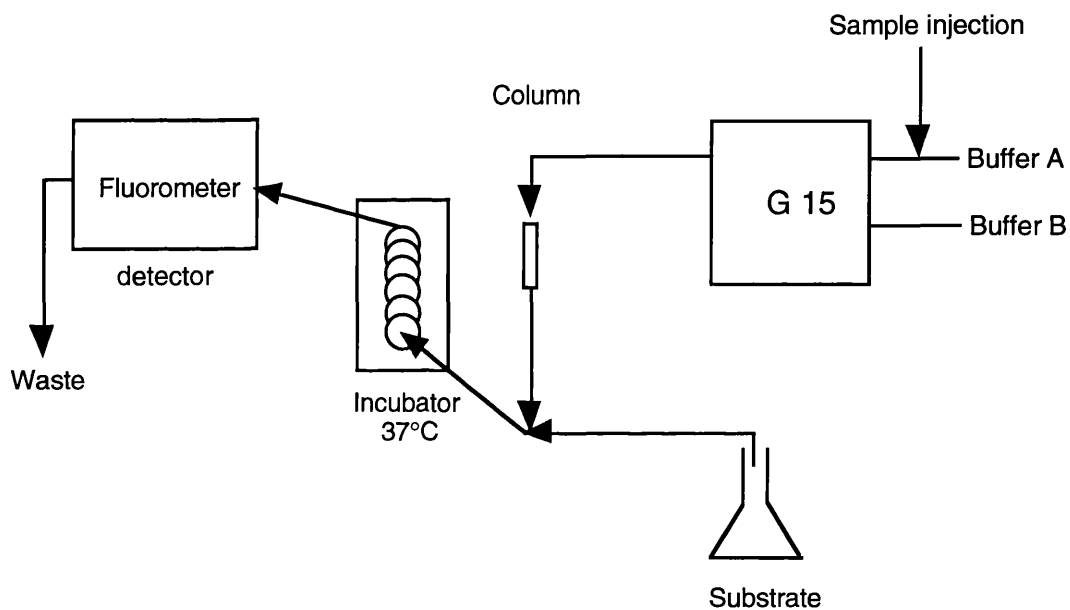 Sample injection
Column
Buffer A
G 15
Buffer B
Fluorometer
detector
Waste
Incubator
37°C
Substrate